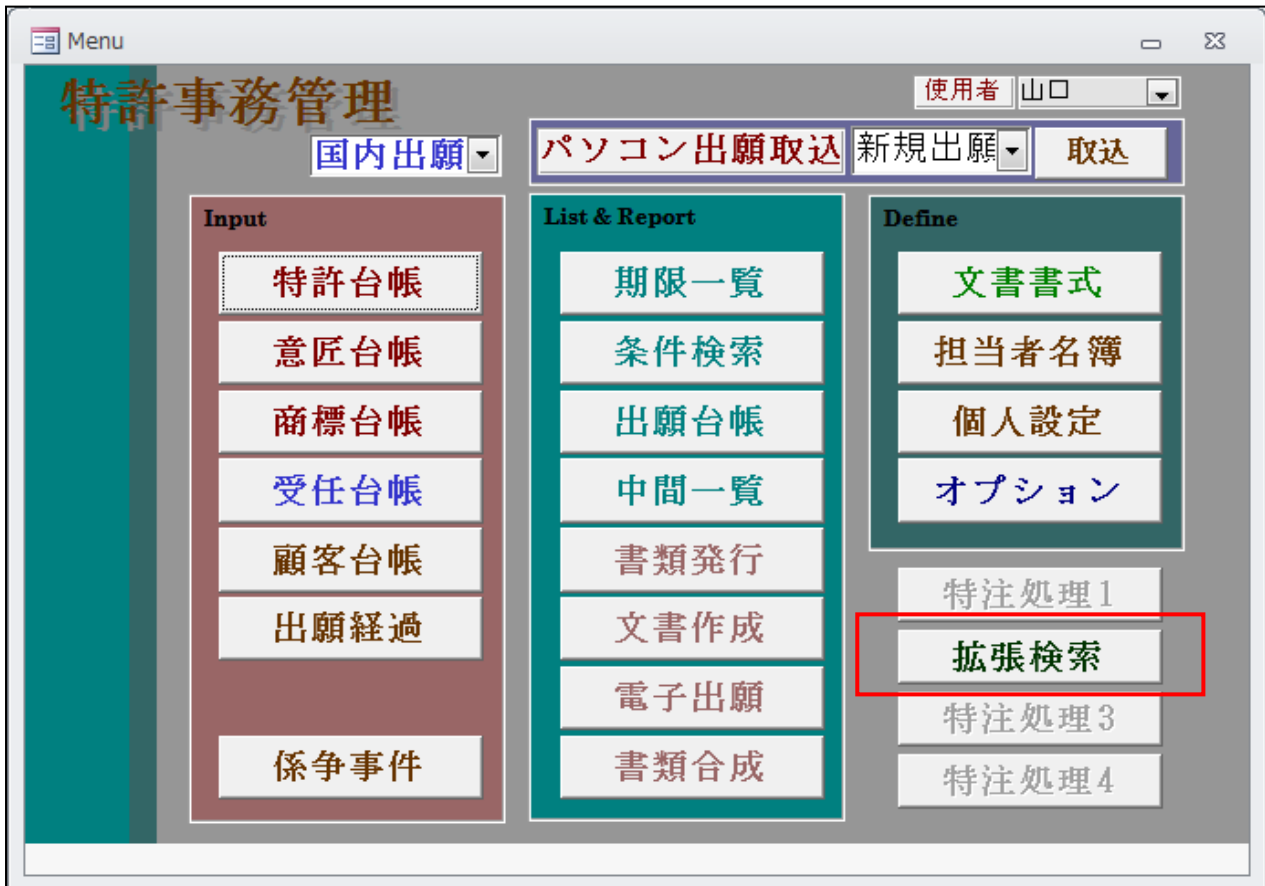 Menu
特許事務管理
使用者 山口
国内出願
パソコン出願取込 新規出願 取込
Input
特許台帳
意匠台帳
商標台帳
受任台帳
顧客台帳
出願経過
係争事件
List & Report
期限一覧
条件検索
出願台帳
中間一覧
書類発行
文書作成
電子出願
書類合成
Define
文書書式
担当者名簿
個人設定
オプション
特注処理1
拡張検索
特注処理3
特注処理4